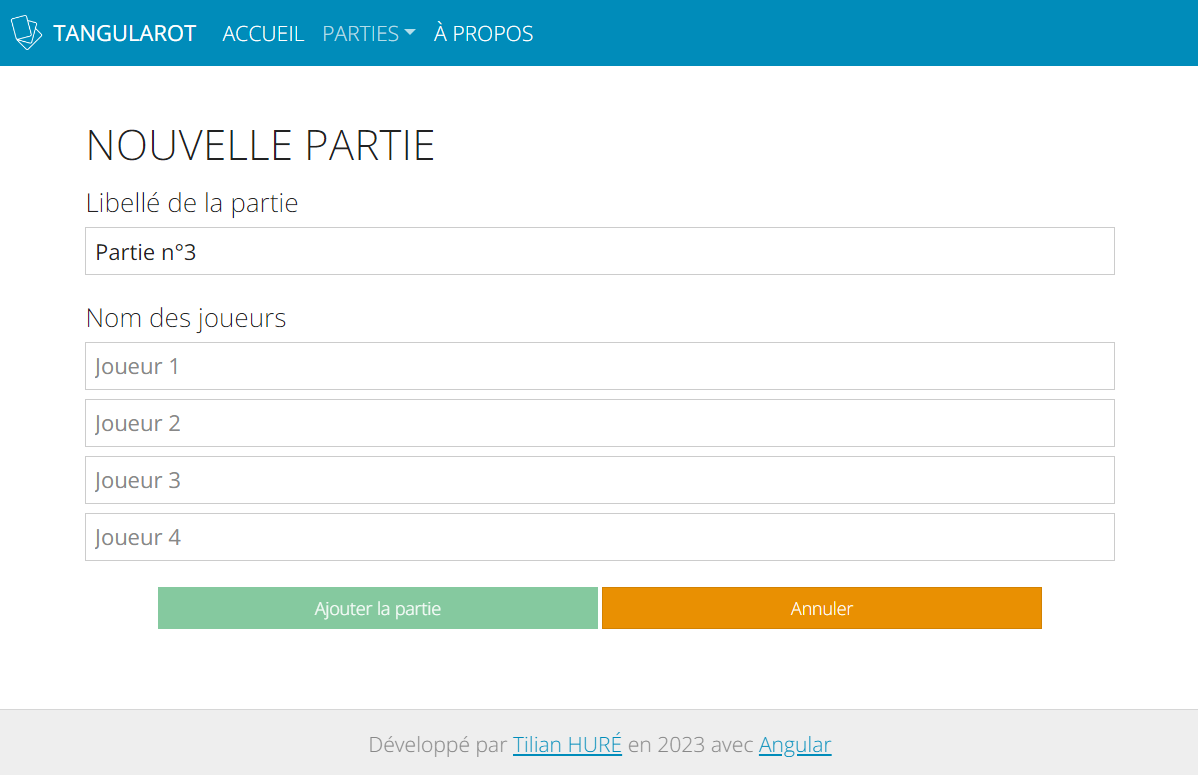 TANGULAROT ACCUEIL PARTIES À PROPOS
NOUVELLE PARTIE
Libellé de la partie
Partie n°3
Nom des joueurs
Joueur 1
Joueur 2
Joueur 3
Joueur 4
Ajouter la partie Annuler
Développé par Tilian HURÉ en 2023 avec Angular